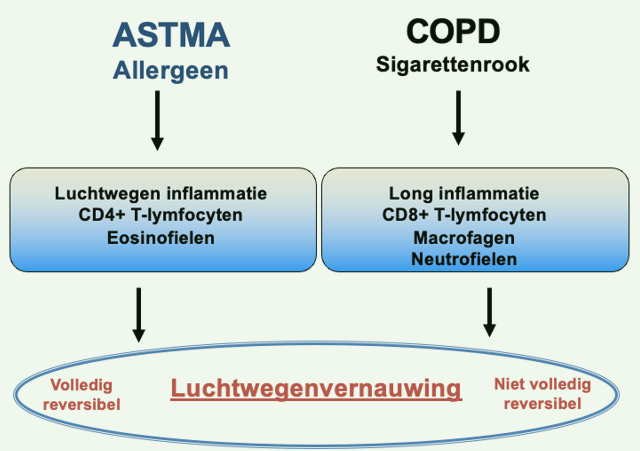 ASTMA
Allergeen
COPD
Sigarettenrook
Luchtwegen inflammatie
CD4+ T-lymfocyten
Eosinofielen
Long inflammatie
CD8+ T-lymfocyten
Macrofagen
Neutrofielen
Volledig
reversibel
Luchtwegenvernauwing
Niet volledig
reversibel